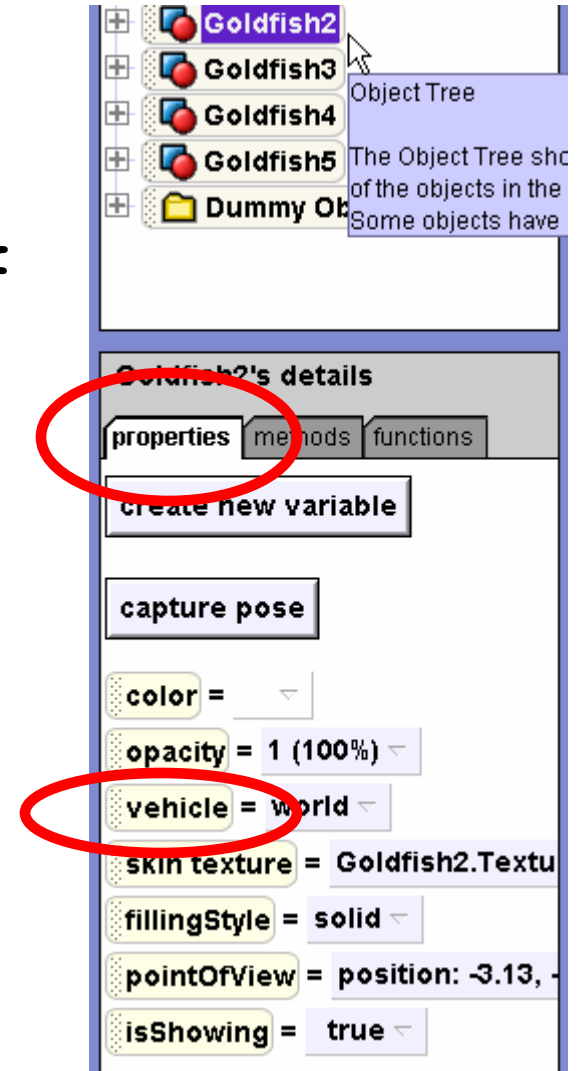 Goldfish2
Goldfish3
Object Tree
Goldfish4
Goldfish5
The Object Tree sho
of the objects in the
Dummy Ob
Some objects have
:
Goldfish2's details
properties methods functions
create new variable
capture pose
color =
opacity = 1 (100%)
vehicle = world
skin texture = Goldfish2.Textu
fillingStyle = solid
pointOfView = position: -3.13, -
isShowing = true